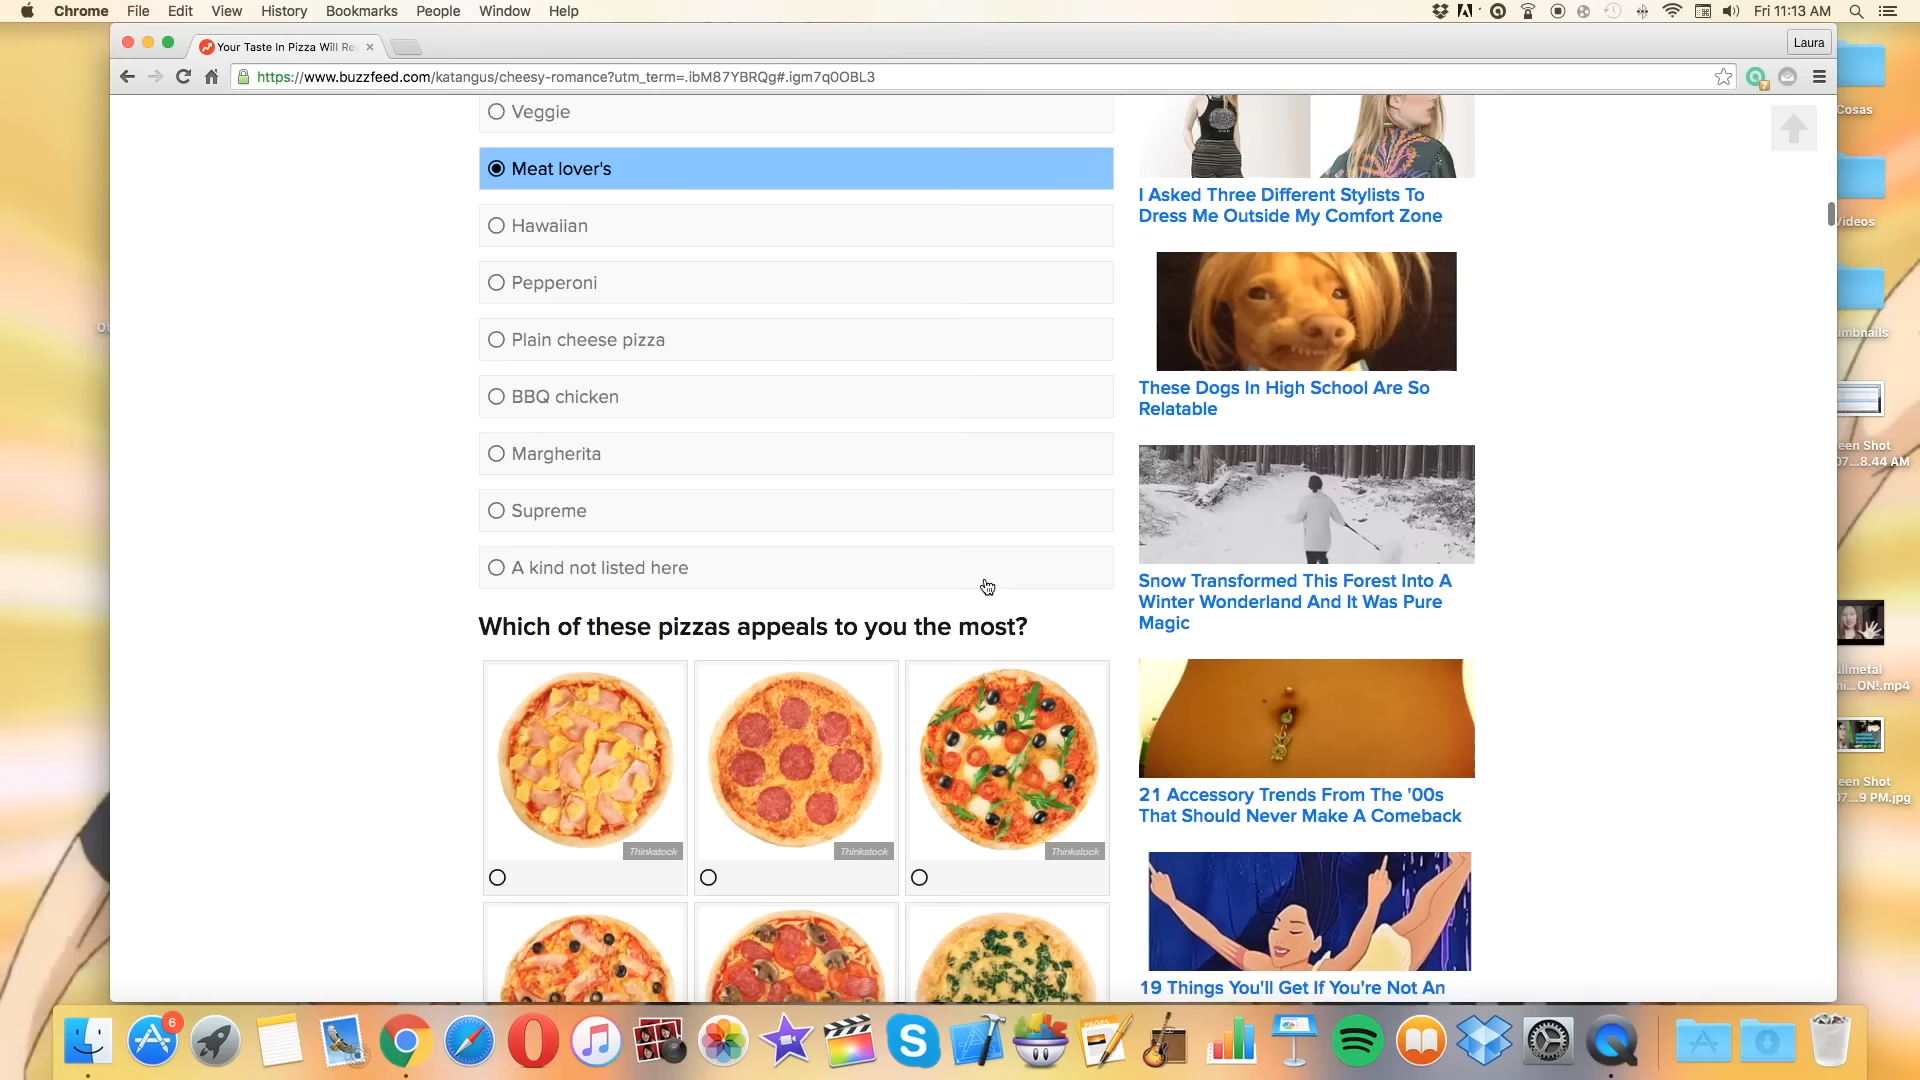 Chrome File Edit View History Bookmarks People Window Help
Fri 11:13 AM
Your Taste In Pizza Will Re
Laura
https://www.buzzfeed.com/katangus/cheesy-romance?utm_term=.ibM87YBRQg#.igm7q0OBL3
Veggie
Meat lover's
Hawaiian
Pepperoni
Plain cheese pizza
BBQ chicken
Margherita
Supreme
A kind not listed here
Which of these pizzas appeals to you the most?
Thinkstock
Thinkstock
Thinkstock
I Asked Three Different Stylists To
Dress Me Outside My Comfort Zone
These Dogs In High School Are So
Relatable
Snow Transformed This Forest Into A
Winter Wonderland And It Was Pure
Magic
21 Accessory Trends From The '00s
That Should Never Make A Comeback
19 Things You'll Get If You're Not An
Cosas
Videos
mbnails
een Shot
07...8.44 AM
ullmetal
ni...ON!.mp4
een Shot
07...9 PM.jpg
6
PAGES